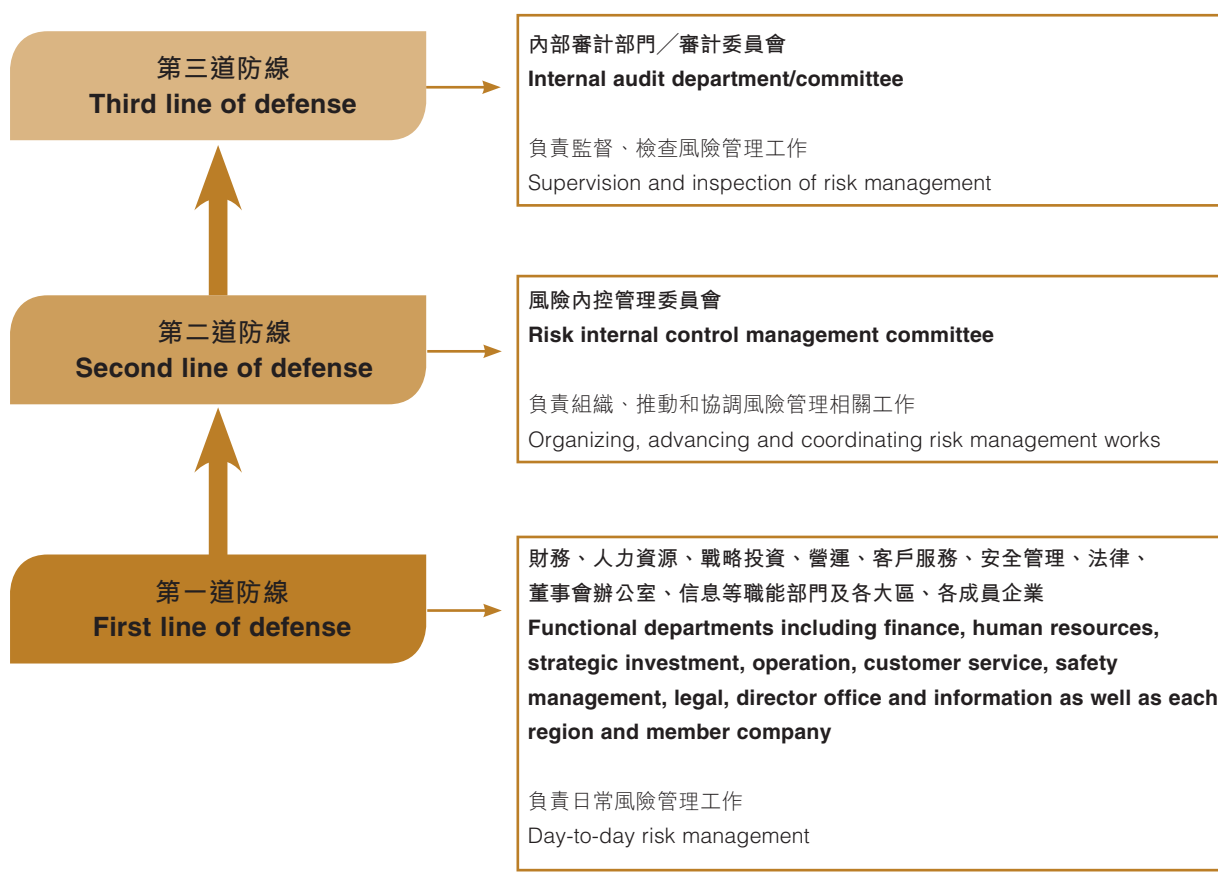 第三道防線
Third line of defense
內部審計部門╱審計委員會
Internal audit department/committee
負責監督、檢查風險管理工作
Supervision and inspection of risk management
第二道防線
Second line of defense
風險內控管理委員會
Risk internal control management committee
負責組織、推動和協調風險管理相關工作
Organizing, advancing and coordinating risk management works
第一道防線
First line of defense
財務、人力資源、戰略投資、營運、客戶服務、安全管理、法律、
董事會辦公室、信息等職能部門及各大區、各成員企業
Functional departments including finance, human resources,
strategic investment, operation, customer service, safety
management, legal, director office and information as well as each
region and member company
負責日常風險管理工作
Day-to-day risk management